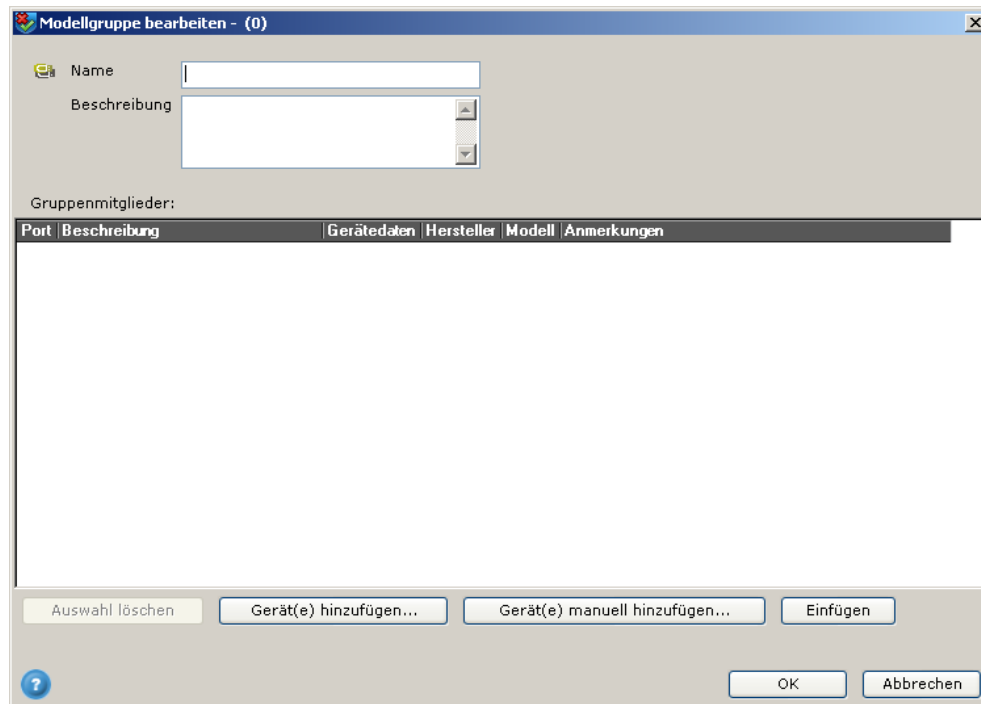 Modellgruppe bearbeiten - (0)
Name
Beschreibung
Gruppenmitglieder:
Port Beschreibung Gerätedaten Hersteller Modell Anmerkungen
Auswahl löschen Gerät(e) hinzufügen... Gerät(e) manuell hinzufügen... Einfügen
? OK Abbrechen